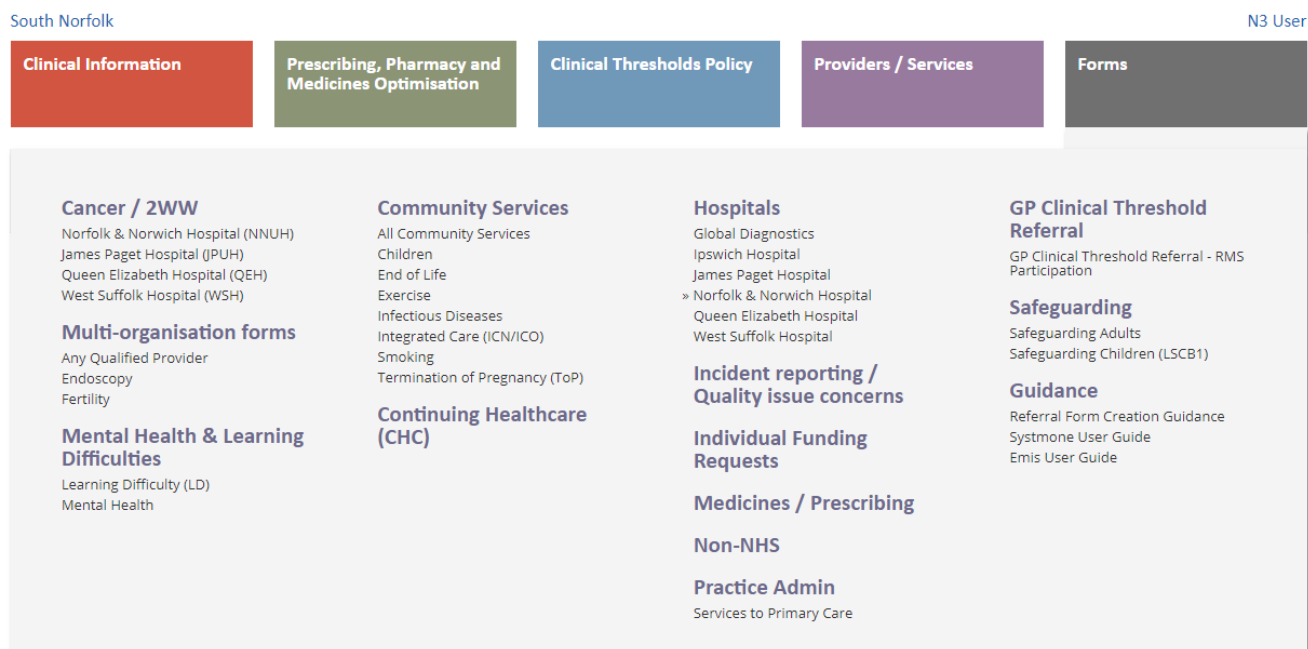 South Norfolk
N3 User
Clinical Information
Prescribing, Pharmacy and
Medicines Optimisation
Clinical Thresholds Policy
Providers / Services
Forms
Cancer / 2WW
Norfolk & Norwich Hospital (NNUH)
James Paget Hospital (JPUH)
Queen Elizabeth Hospital (QEH)
West Suffolk Hospital (WSH)
Multi-organisation forms
Any Qualified Provider
Endoscopy
Fertility
Mental Health & Learning
Difficulties
Learning Difficulty (LD)
Mental Health
Community Services
All Community Services
Children
End of Life
Exercise
Infectious Diseases
Integrated Care (ICN/ICO)
Smoking
Termination of Pregnancy (ToP)
Continuing Healthcare
(CHC)
Hospitals
Global Diagnostics
Ipswich Hospital
James Paget Hospital
» Norfolk & Norwich Hospital
Queen Elizabeth Hospital
West Suffolk Hospital
Incident reporting /
Quality issue concerns
Individual Funding
Requests
Medicines / Prescribing
Non-NHS
Practice Admin
Services to Primary Care
GP Clinical Threshold
Referral
GP Clinical Threshold Referral - RMS
Participation
Safeguarding
Safeguarding Adults
Safeguarding Children (LSCB1)
Guidance
Referral Form Creation Guidance
Systmone User Guide
Emis User Guide